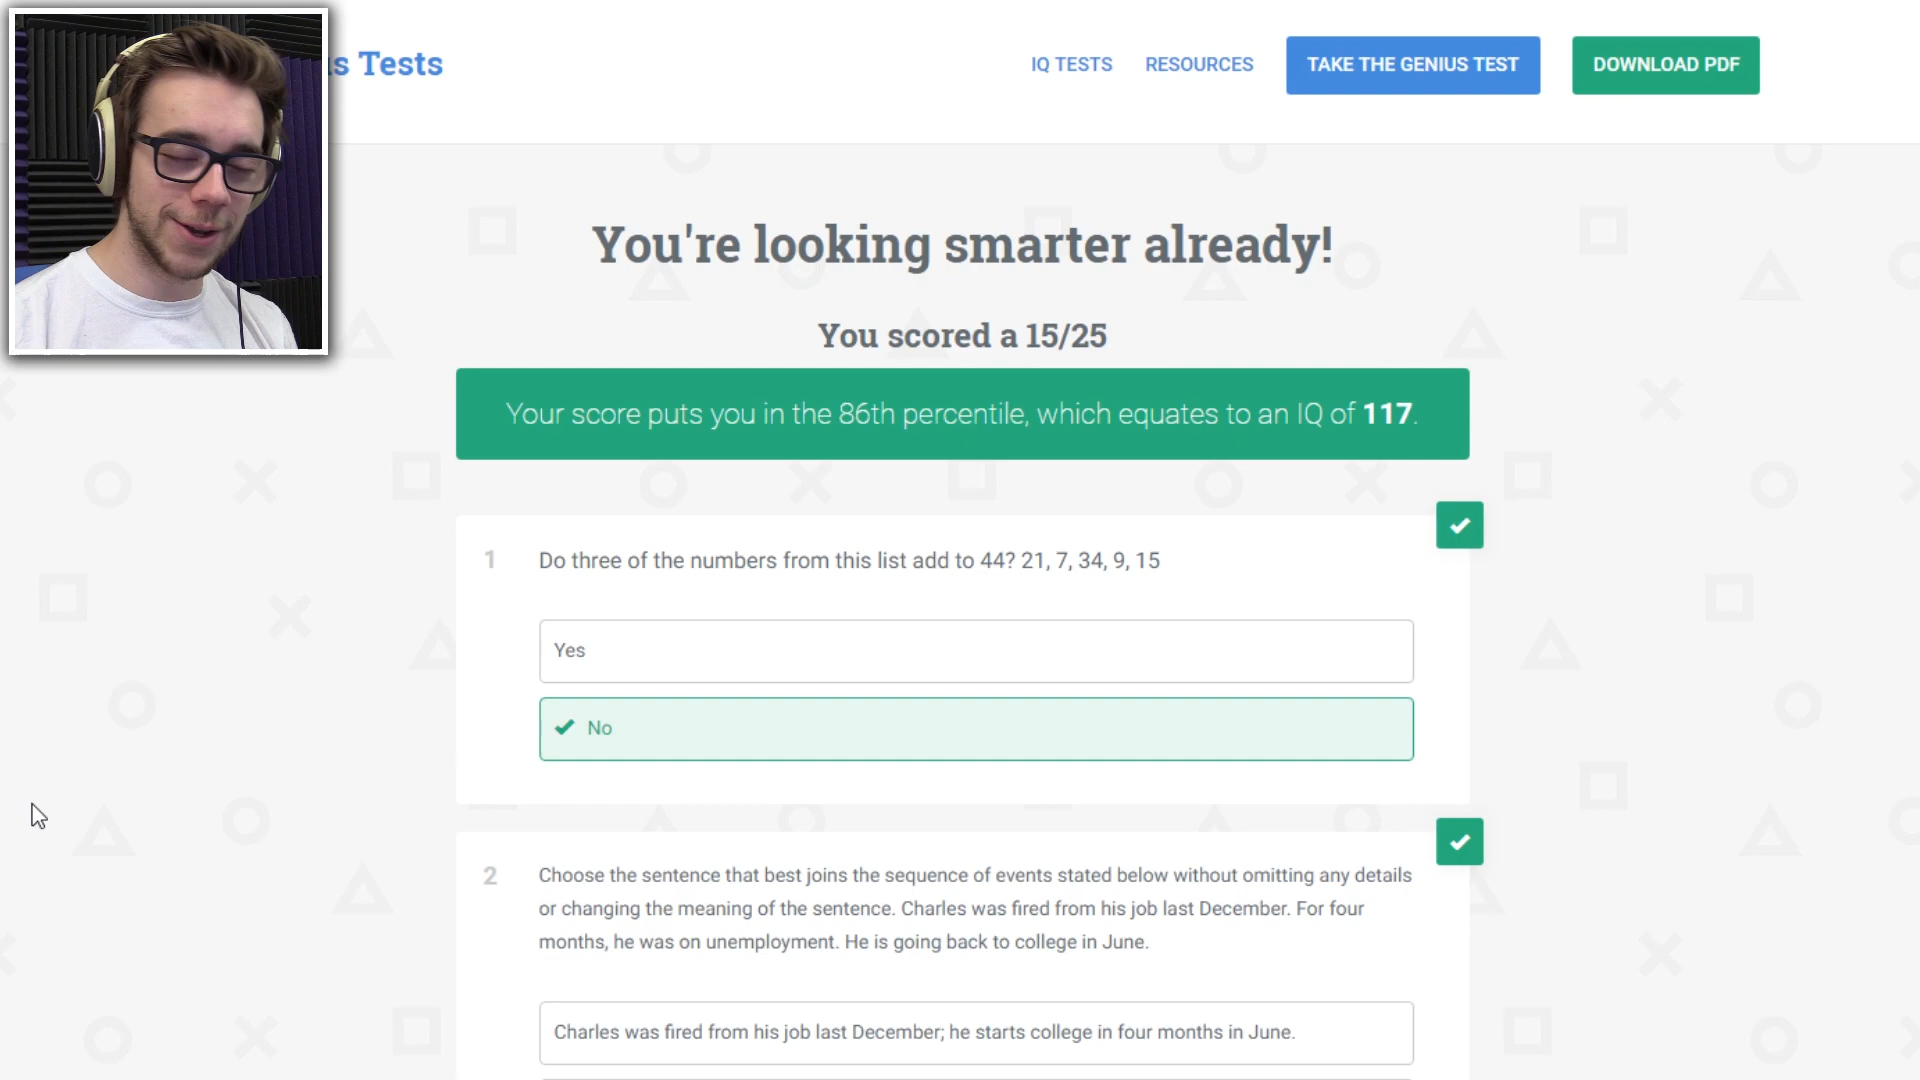 s Tests
IQ TESTS
RESOURCES
TAKE THE GENIUS TEST
DOWNLOAD PDF
You're looking smarter already!
You scored a 15/25
Your score puts you in the 86th percentile, which equates to an IQ of 117.
1
Do three of the numbers from this list add to 44? 21, 7, 34, 9, 15
Yes
No
2
Choose the sentence that best joins the sequence of events stated below without omitting any details
or changing the meaning of the sentence. Charles was fired from his job last December. For four
months, he was on unemployment. He is going back to college in June.
Charles was fired from his job last December; he starts college in four months in June.